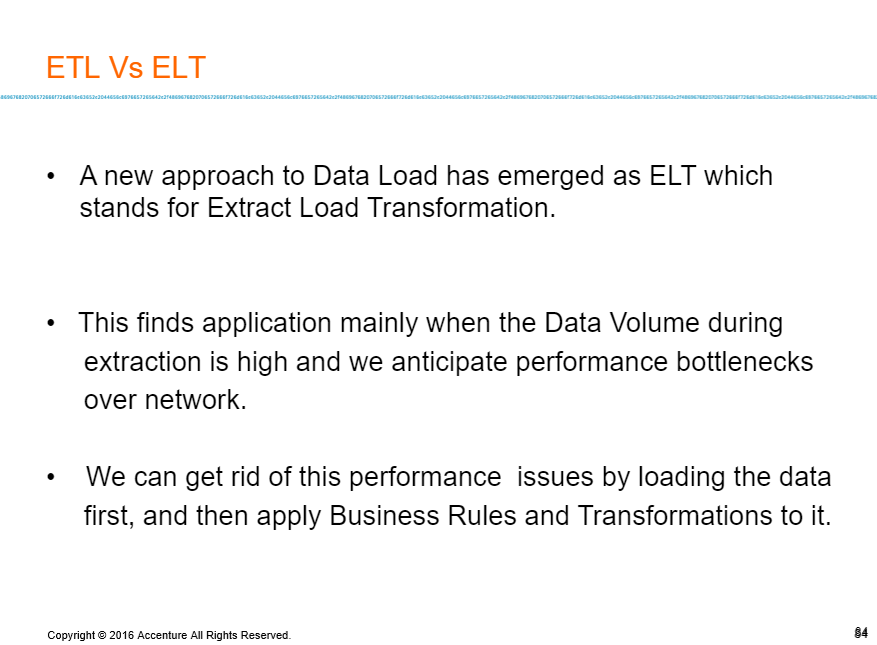 ETL Vs ELT
• A new approach to Data Load has emerged as ELT which
stands for Extract Load Transformation.
• This finds application mainly when the Data Volume during
extraction is high and we anticipate performance bottlenecks
over network.
• We can get rid of this performance  issues by loading the data
first, and then apply Business Rules and Transformations to it.
Copyright © 2016 Accenture All Rights Reserved.